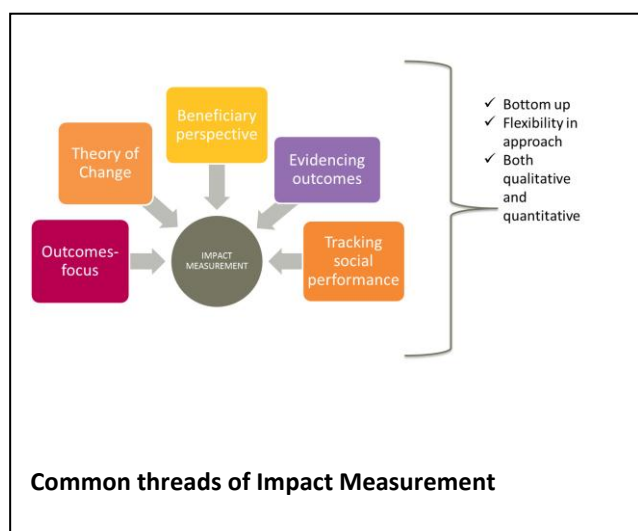 Beneficiary
perspective
Theory of
Change
Evidencing
outcomes
Outcomes-
focus
IMPACT
MEASUREMENT
Tracking
social
performance
✓ Bottom up
✓ Flexibility in
approach
✓ Both
qualitative
and
quantitative
Common threads of Impact Measurement